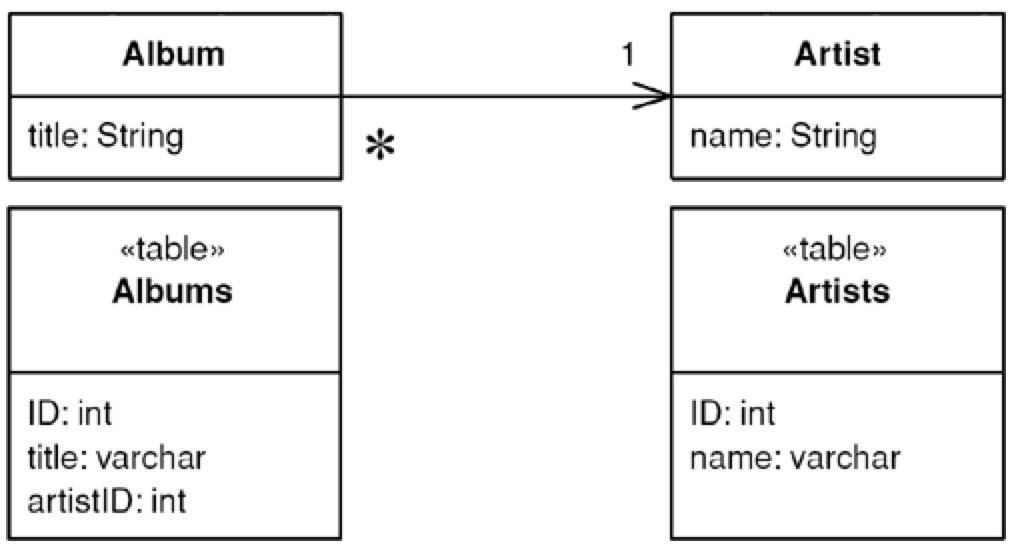 Album
1
Artist
title: String
*
name: String
«table»
Albums
«table»
Artists
ID: int
title: varchar
artistID: int
ID: int
name: varchar